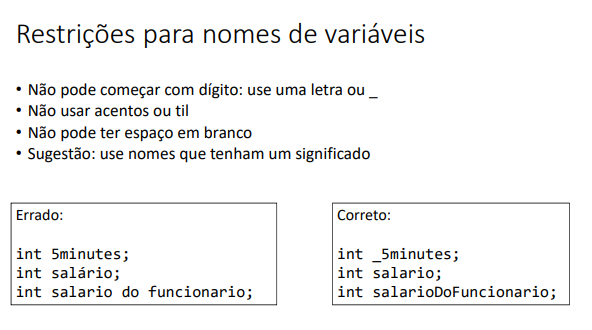 Restrições para nomes de variáveis
• Não pode começar com dígito: use uma letra ou _
• Não usar acentos ou til
• Não pode ter espaço em branco
• Sugestão: use nomes que tenham um significado
Errado:
int 5minutes;
int salário;
int salario do funcionario;
Correto:
int _5minutes;
int salario;
int salarioDoFuncionario;